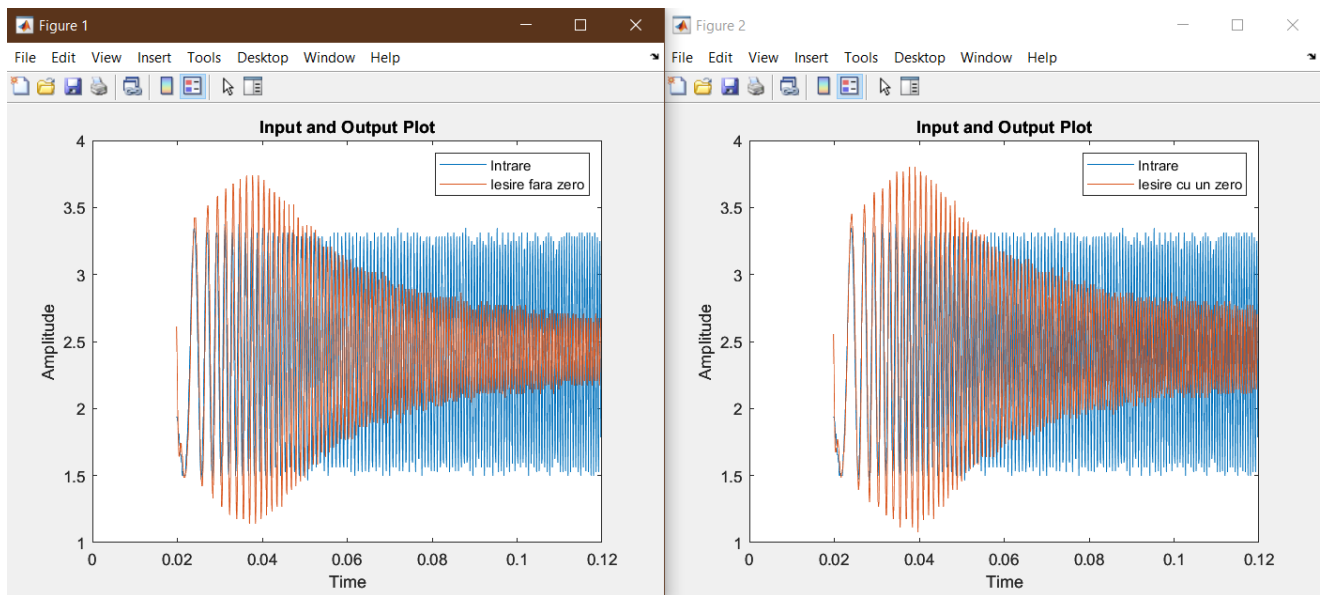 Figure 1
File Edit View Insert Tools Desktop Window Help
Input and Output Plot
Intrare
Iesire fara zero
Amplitude
4
3.5
3
2.5
2
1.5
1
0 0.02 0.04 0.06 0.08 0.1 0.12
Time
Figure 2
File Edit View Insert Tools Desktop Window Help
Input and Output Plot
Intrare
Iesire cu un zero
Amplitude
4
3.5
3
2.5
2
1.5
1
0 0.02 0.04 0.06 0.08 0.1 0.12
Time